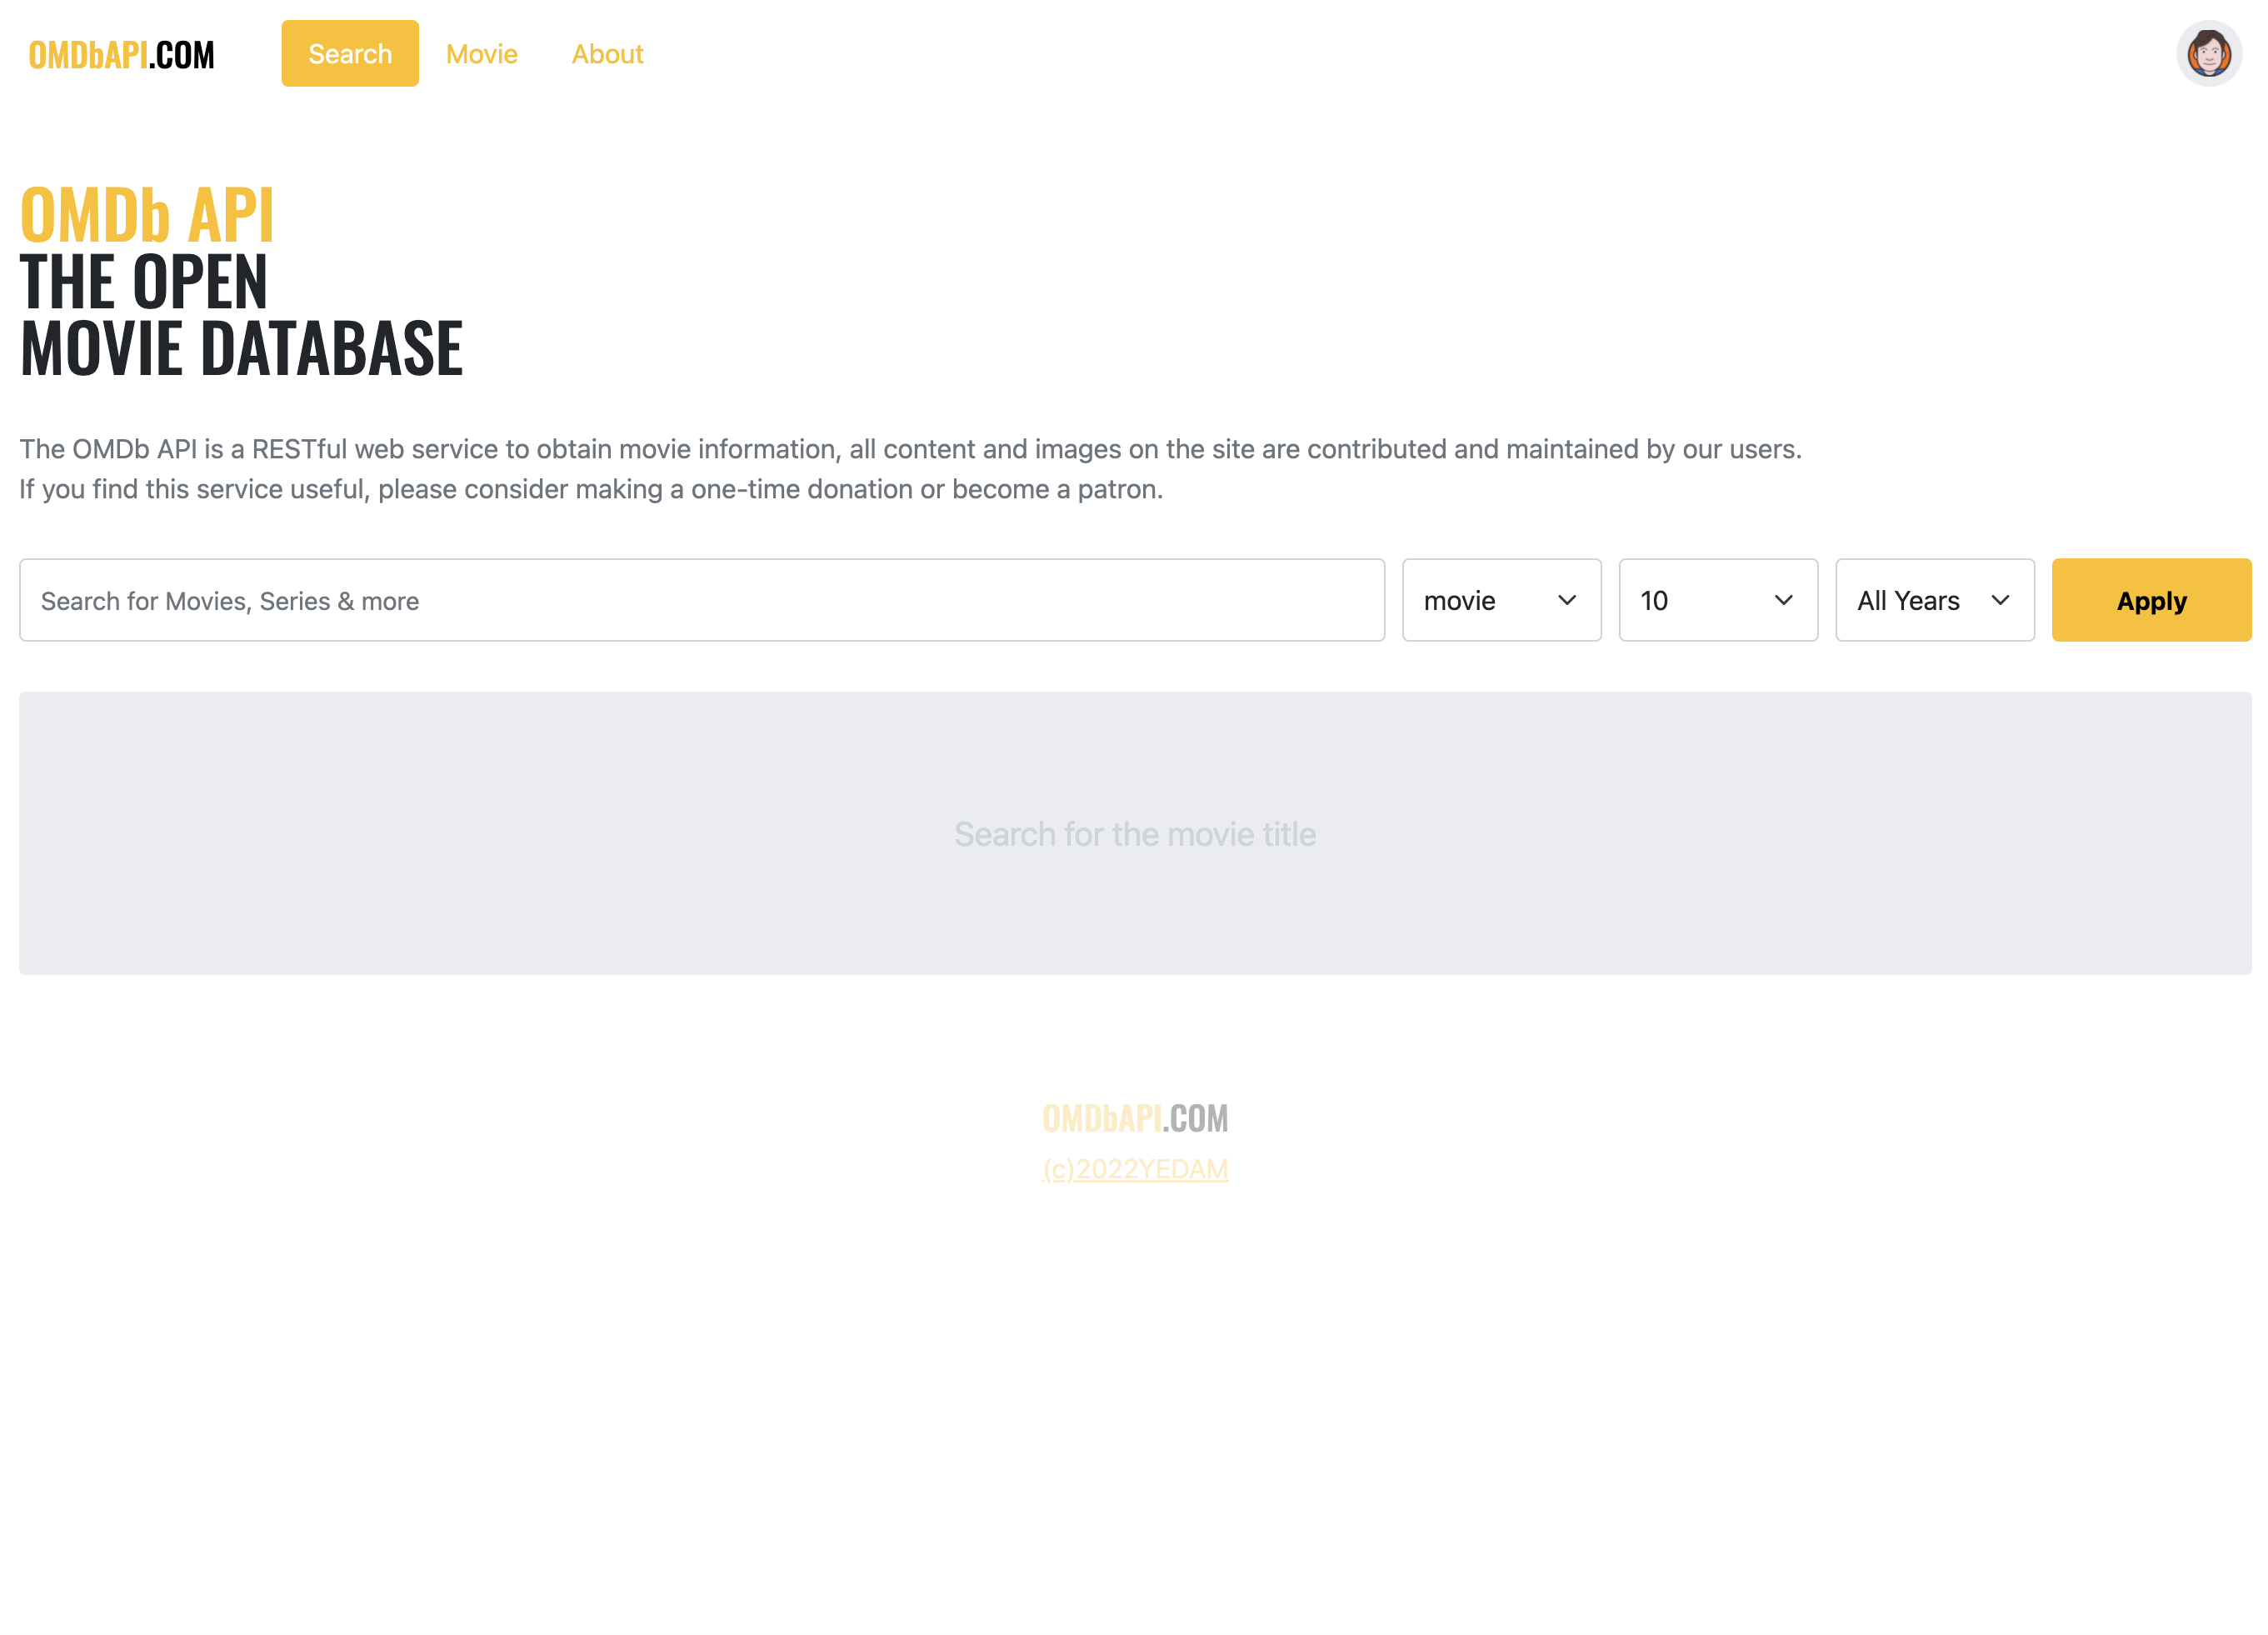 OMDbAPI.COM
Search
Movie
About
OMDb API
THE OPEN
MOVIE DATABASE
The OMDb API is a RESTful web service to obtain movie information, all content and images on the site are contributed and maintained by our users.
If you find this service useful, please consider making a one-time donation or become a patron.
Search for Movies, Series & more
movie
10
All Years
Apply
Search for the movie title
OMDbAPI.COM
(c)2022YEDAM